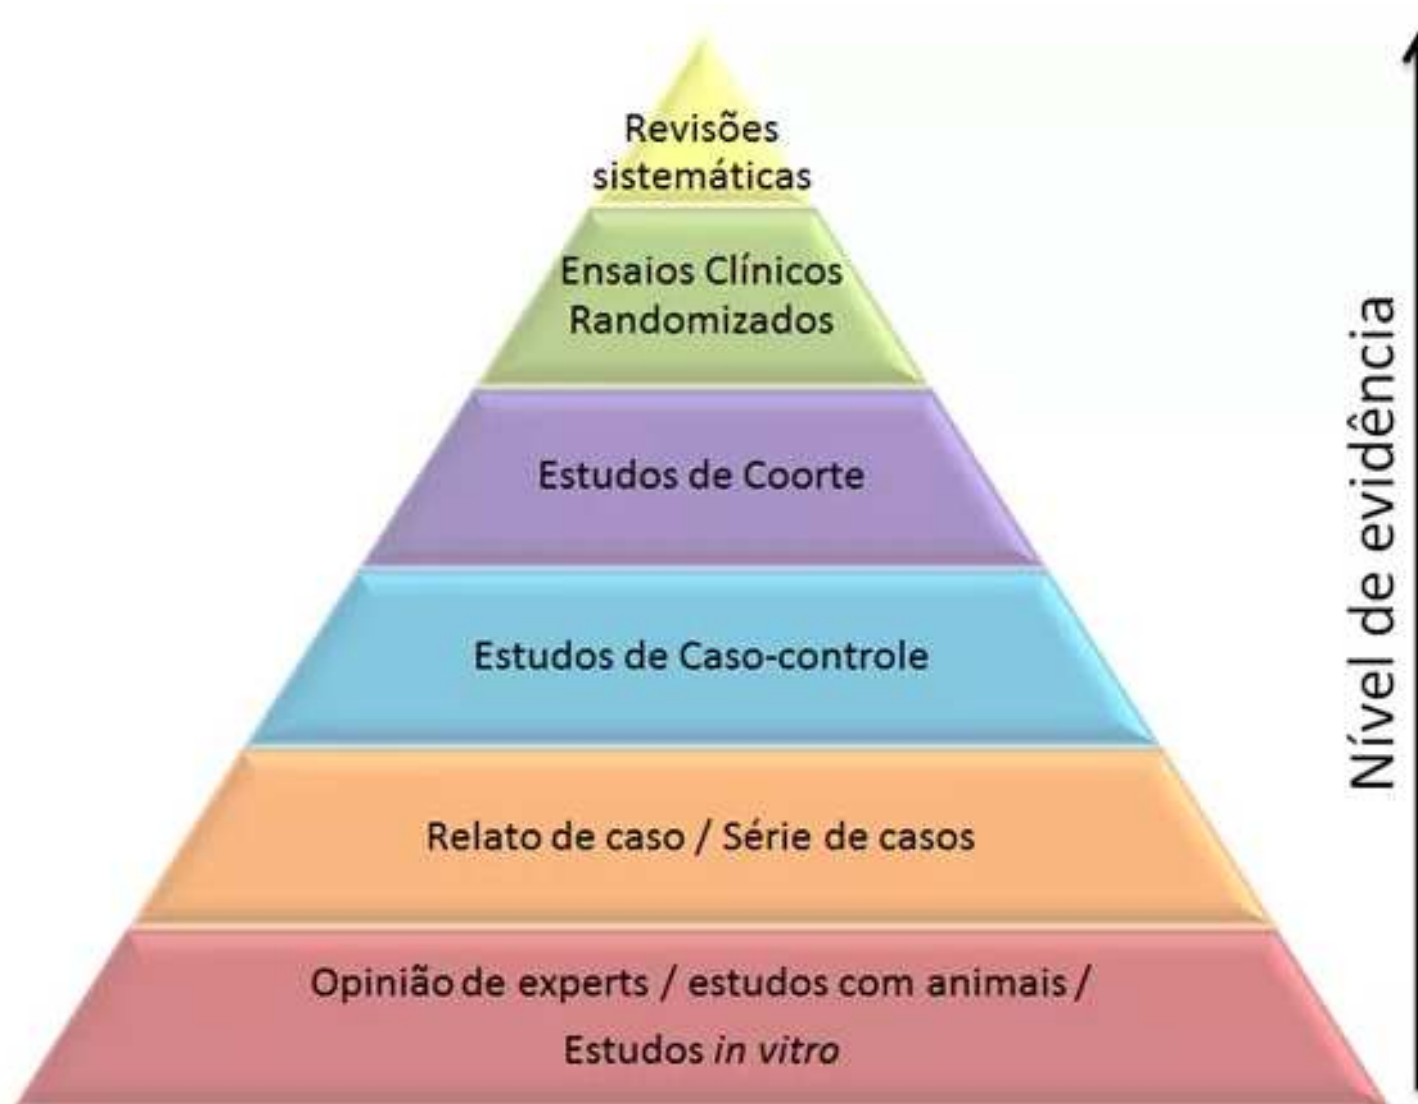 Revisões
sistemáticas
Ensaios Clínicos
Randomizados
Estudos de Coorte
Estudos de Caso-controle
Relato de caso / Série de casos
Opinião de experts / estudos com animais /
Estudos in vitro
Nível de evidência